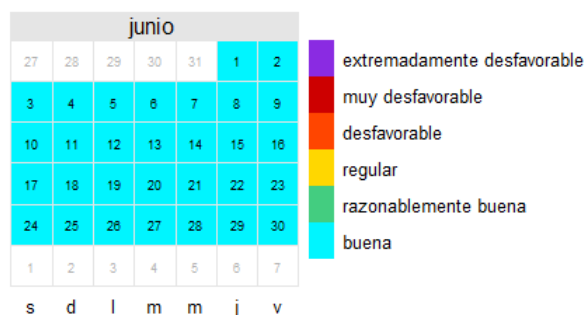 junio
27 28 29 30 31 1 2
3 4 5 6 7 8 9
10 11 12 13 14 15 16
17 18 19 20 21 22 23
24 25 26 27 28 29 30
1 2 3 4 5 6 7
s d l m m j v
extremadamente desfavorable
muy desfavorable
desfavorable
regular
razonablemente buena
buena